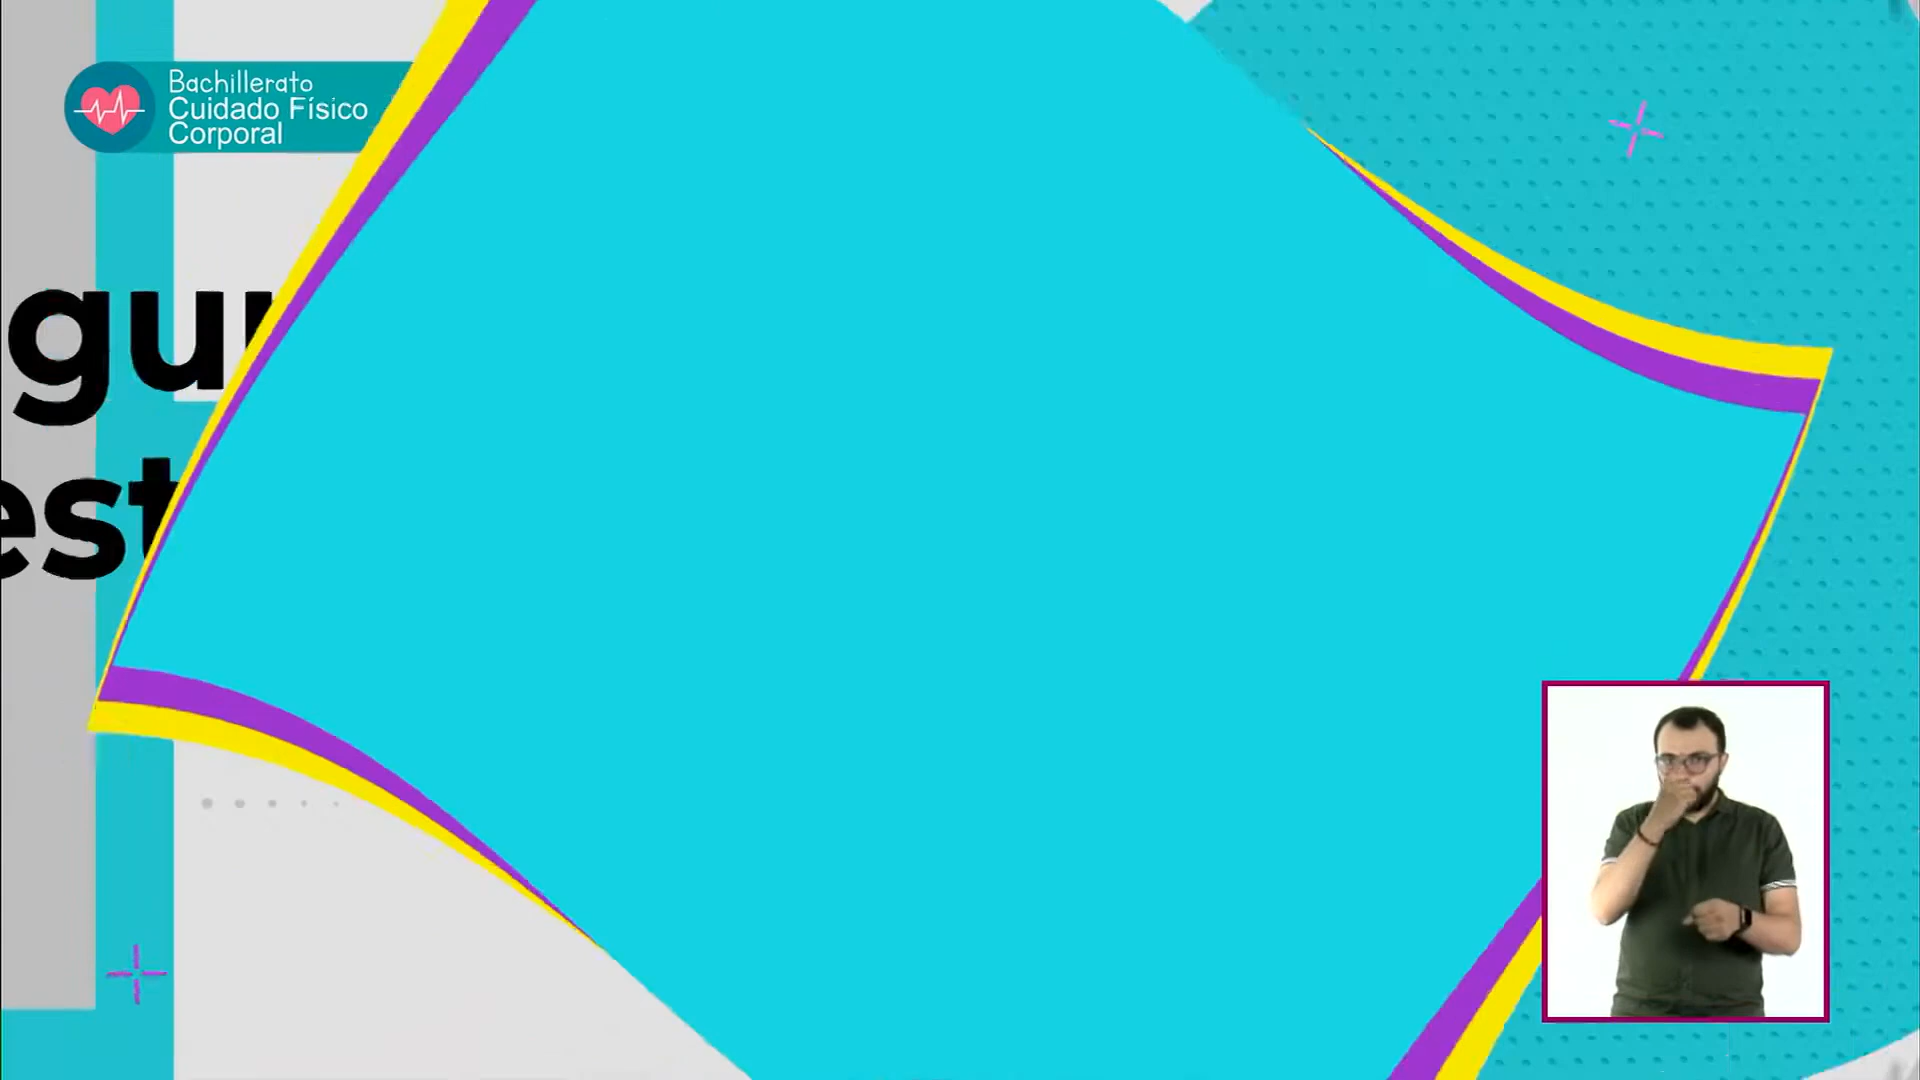 Bachillerato
Cuidado Físico
Corporal
gu
est